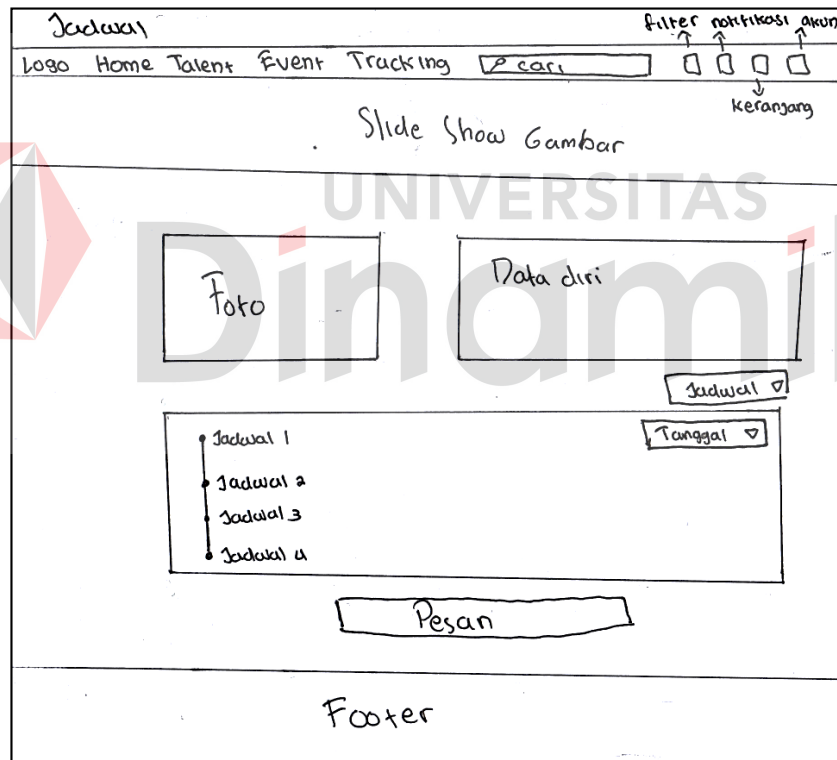 Jadwal
filter notifikasi akun
Logo Home Talent Event Tracking cari
keranjang
Slide Show Gambar
UNIVERSITAS
Dinami
Foto
Data diri
Jadwal
Tanggal
Jadwal 1
Jadwal 2
Jadwal 3
Jadwal 4
Pesan
Footer